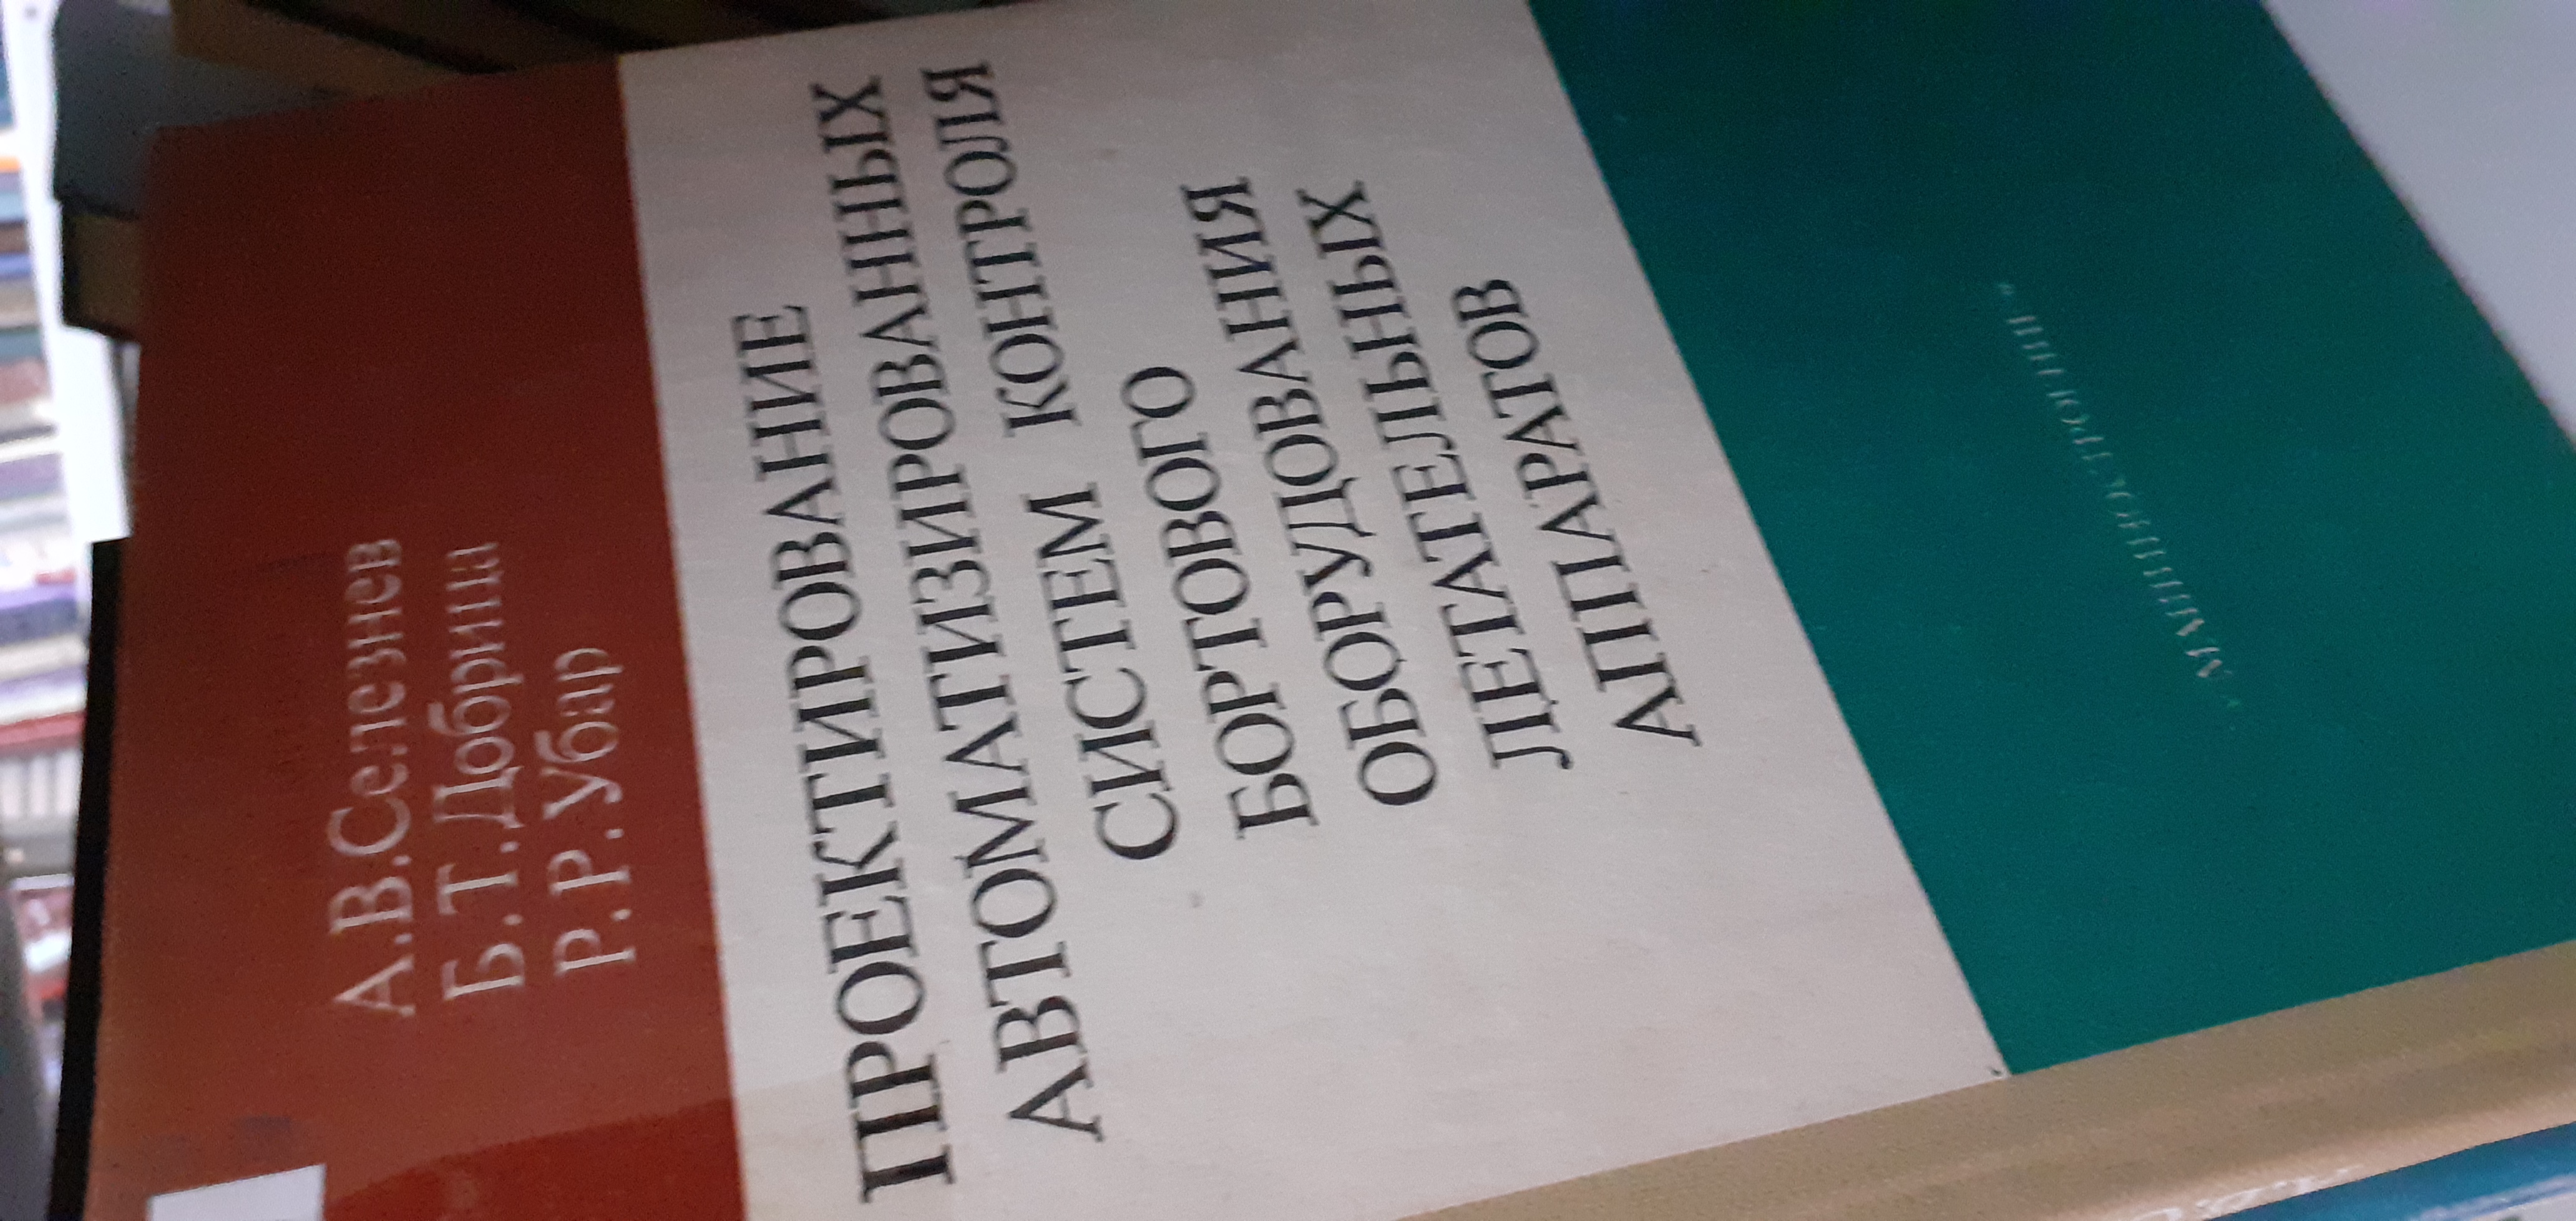 А.В.Селезнев
Б.Т.Добрица
Р.Р.Убар
ПРОЕКТИРОВАНИЕ
АВТОМАТИЗИРОВАННЫХ
СИСТЕМ КОНТРОЛЯ
БОРТОВОГО
ОБОРУДОВАНИЯ
ЛЕТАТЕЛЬНЫХ
АППАРАТОВ
«МАШИНОСТРОЕНИЕ»